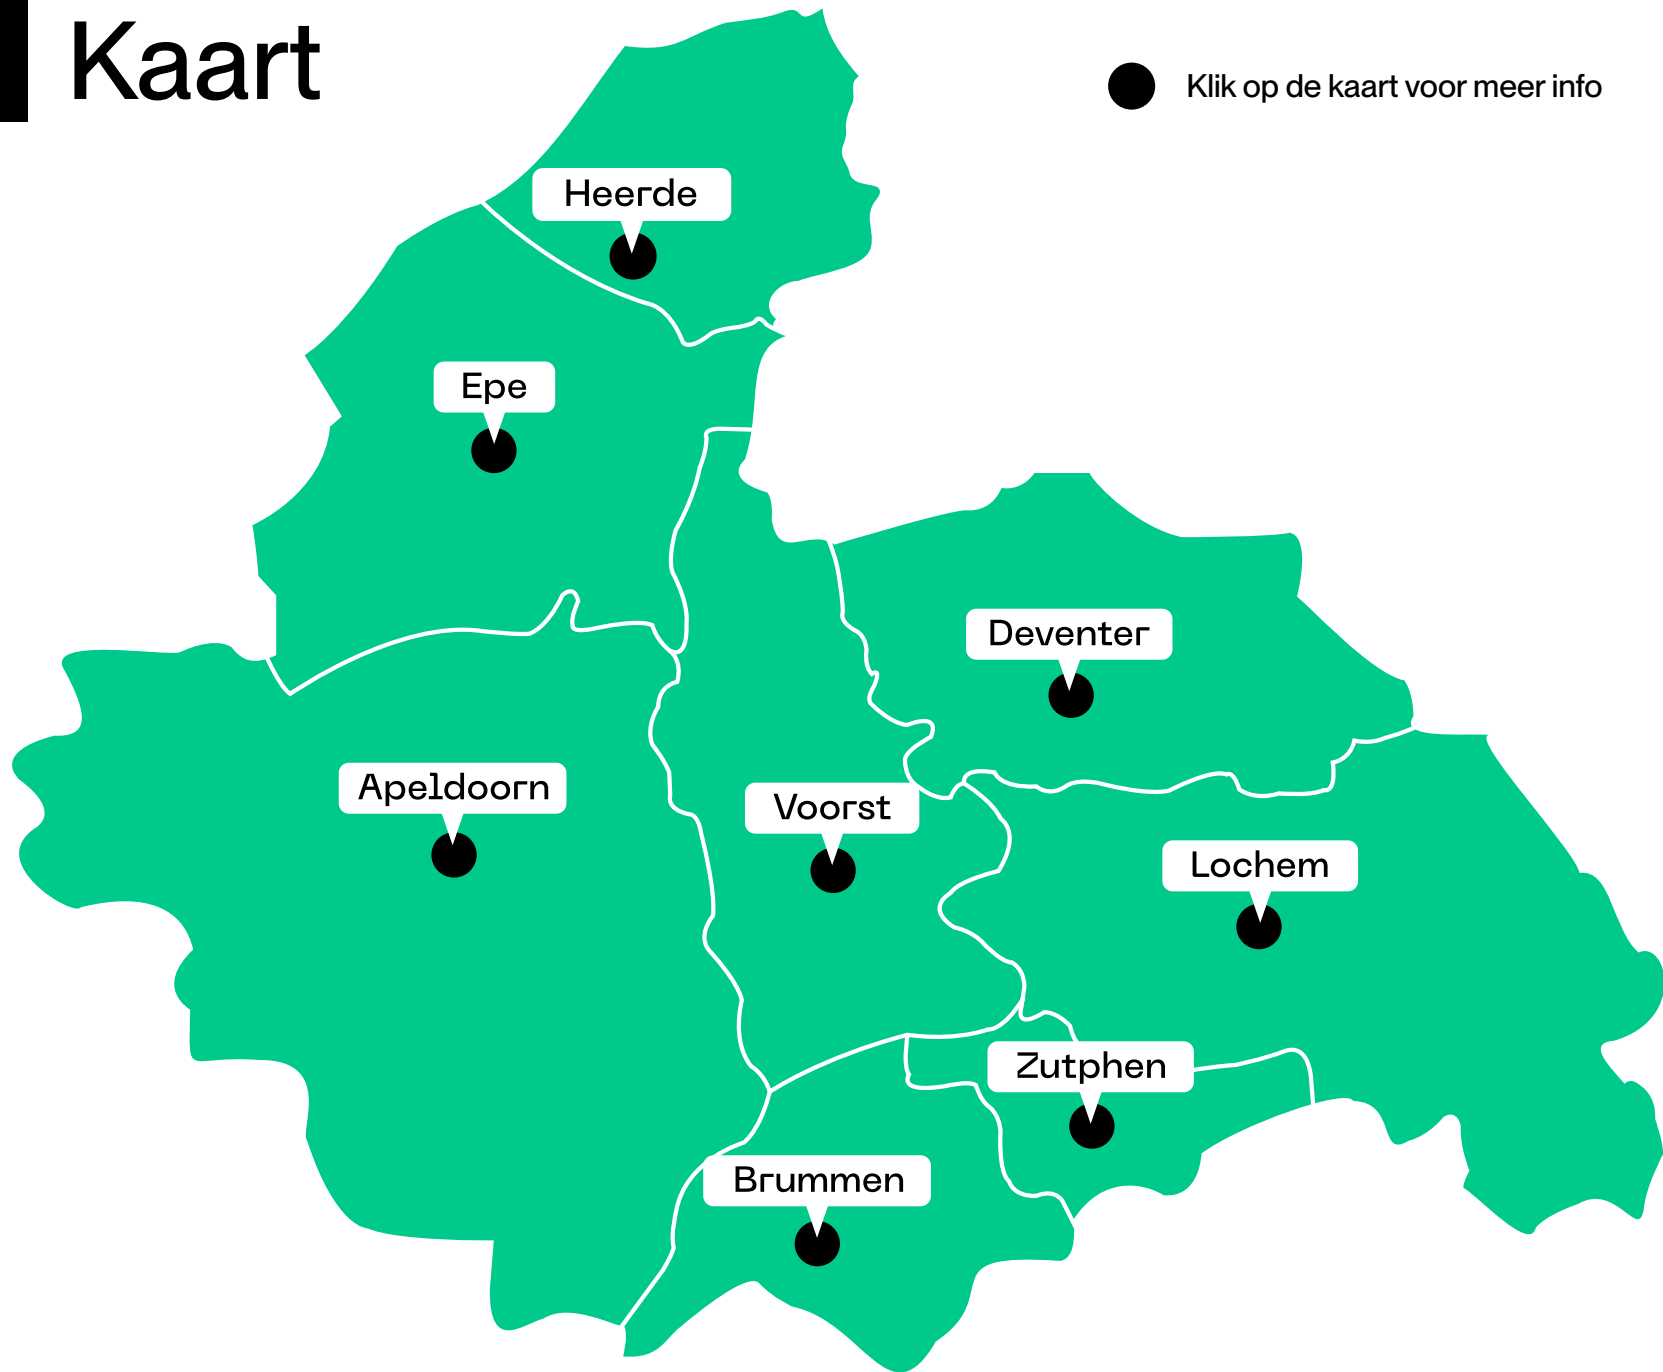 Kaart
Klik op de kaart voor meer info
Heerde
Epe
Deventer
Apeldoorn
Voorst
Lochem
Zutphen
Brummen